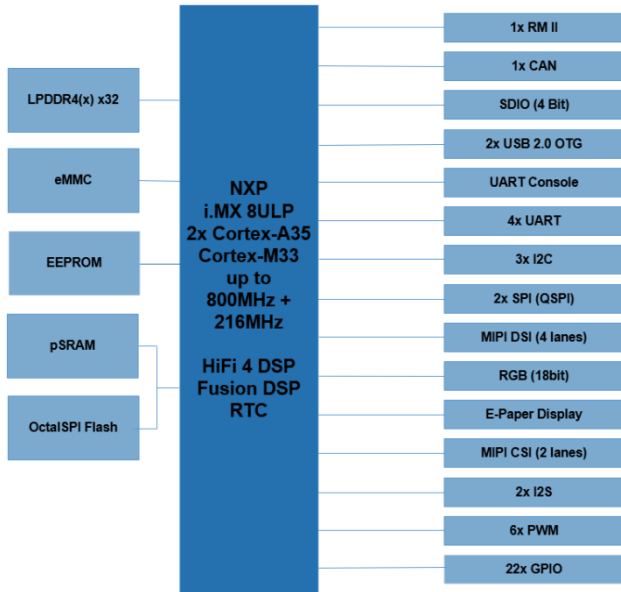 LPDDR4(x) x32
eMMC
EEPROM
pSRAM
OctalSPI Flash
NXP
i.MX 8ULP
2x Cortex-A35
Cortex-M33
up to
800MHz +
216MHz
HiFi 4 DSP
Fusion DSP
RTC
1x RM II
1x CAN
SDIO (4 Bit)
2x USB 2.0 OTG
UART Console
4x UART
3x I2C
2x SPI (QSPI)
MIPI DSI (4 lanes)
RGB (18bit)
E-Paper Display
MIPI CSI (2 lanes)
2x I2S
6x PWM
22x GPIO